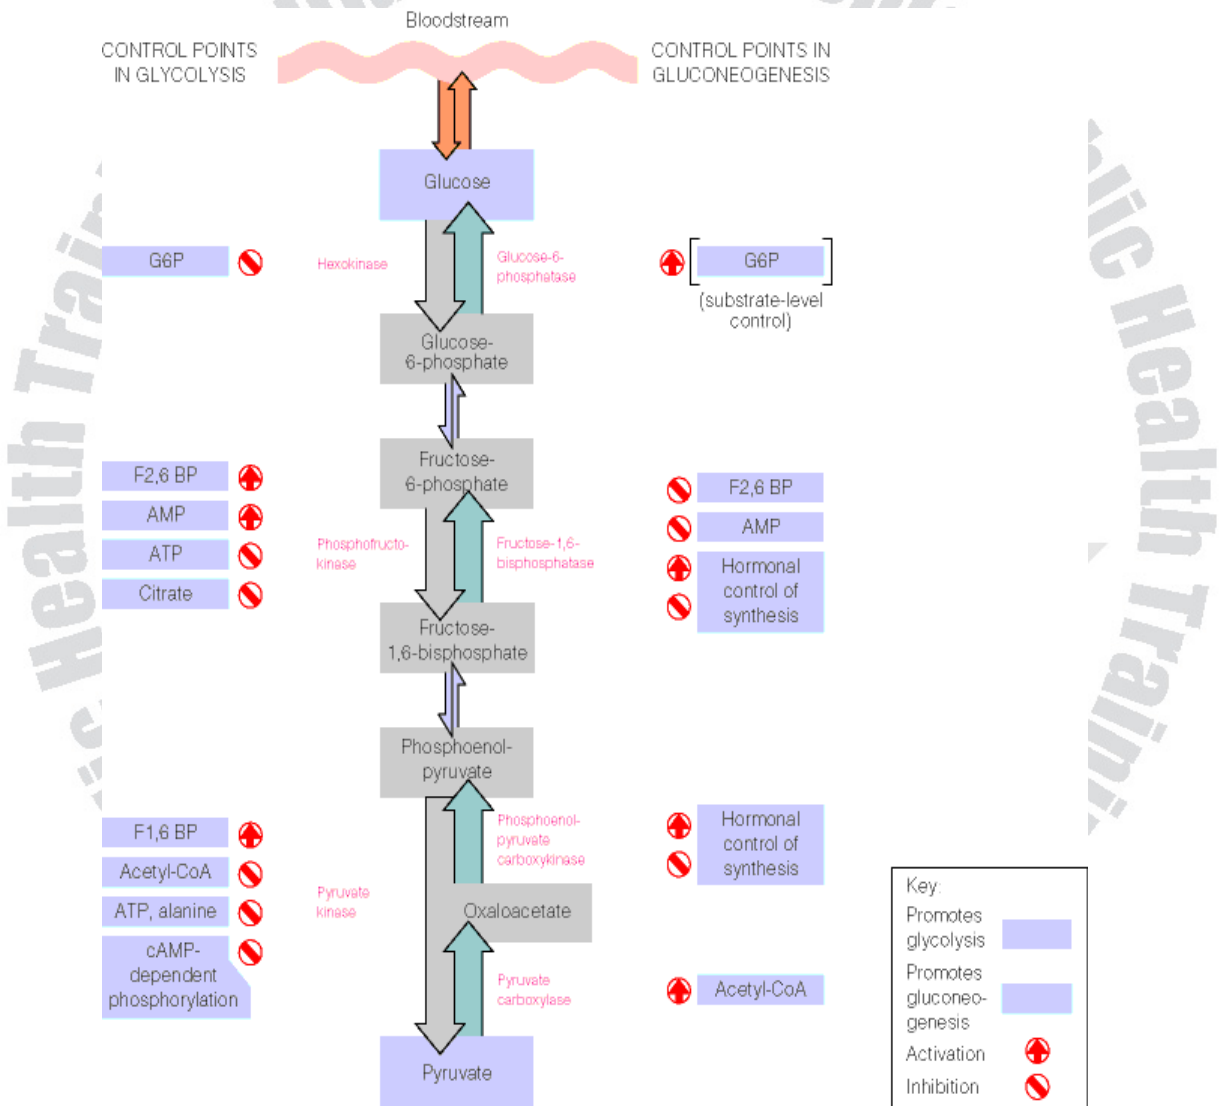 Bloodstream
CONTROL POINTS
IN GLYCOLYSIS
CONTROL POINTS IN
GLUCONEOGENESIS
Glucose
G6P
Hexokinase
Glucose-6-
phosphatase
G6P
(substrate-level
control)
Glucose-
6-phosphate
F2,6 BP
AMP
ATP
Citrate
Fructose-
6-phosphate
Phosphofructo-
kinase
Fructose-1,6-
bisphosphatase
F2,6 BP
AMP
Hormonal
control of
synthesis
Fructose-
1,6-bisphosphate
Phosphoenol-
pyruvate
F1,6 BP
Acetyl-CoA
ATP, alanine
cAMP-
dependent
phosphorylation
Pyruvate
kinase
Phosphoenol-
pyruvate
carboxykinase
Hormonal
control of
synthesis
Oxaloacetate
Pyruvate
carboxylase
Acetyl-CoA
Pyruvate
Key:
Promotes
glycolysis
Promotes
gluconeo-
genesis
Activation
Inhibition
Health
Health